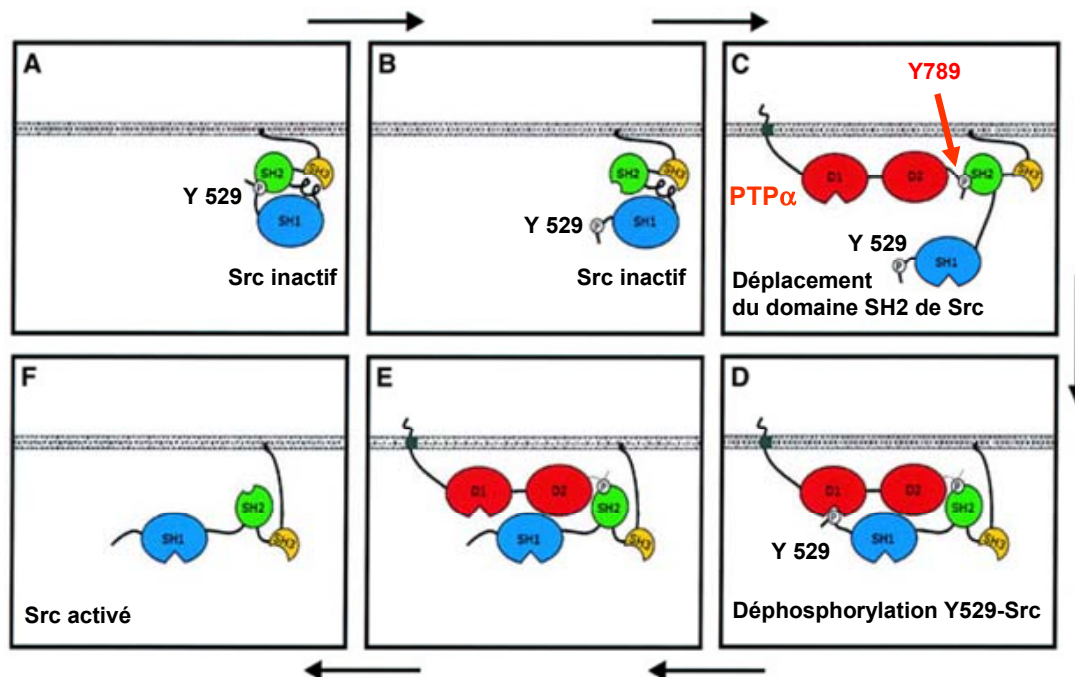 A
SH2
SH3
P
Y 529
SH1
Src inactif
B
SH2
SH3
P
Y 529
SH1
Src inactif
C
Y789
D1
D2
P
SH2
SH3
PTPα
Y 529
P
SH1
Déplacement
du domaine SH2 de Src
F
SH2
SH1
SH3
Src activé
E
D1
D2
P
SH2
SH1
SH3
D
D1
D2
P
P
SH2
Y 529
SH1
SH3
Déphosphorylation Y529-Src